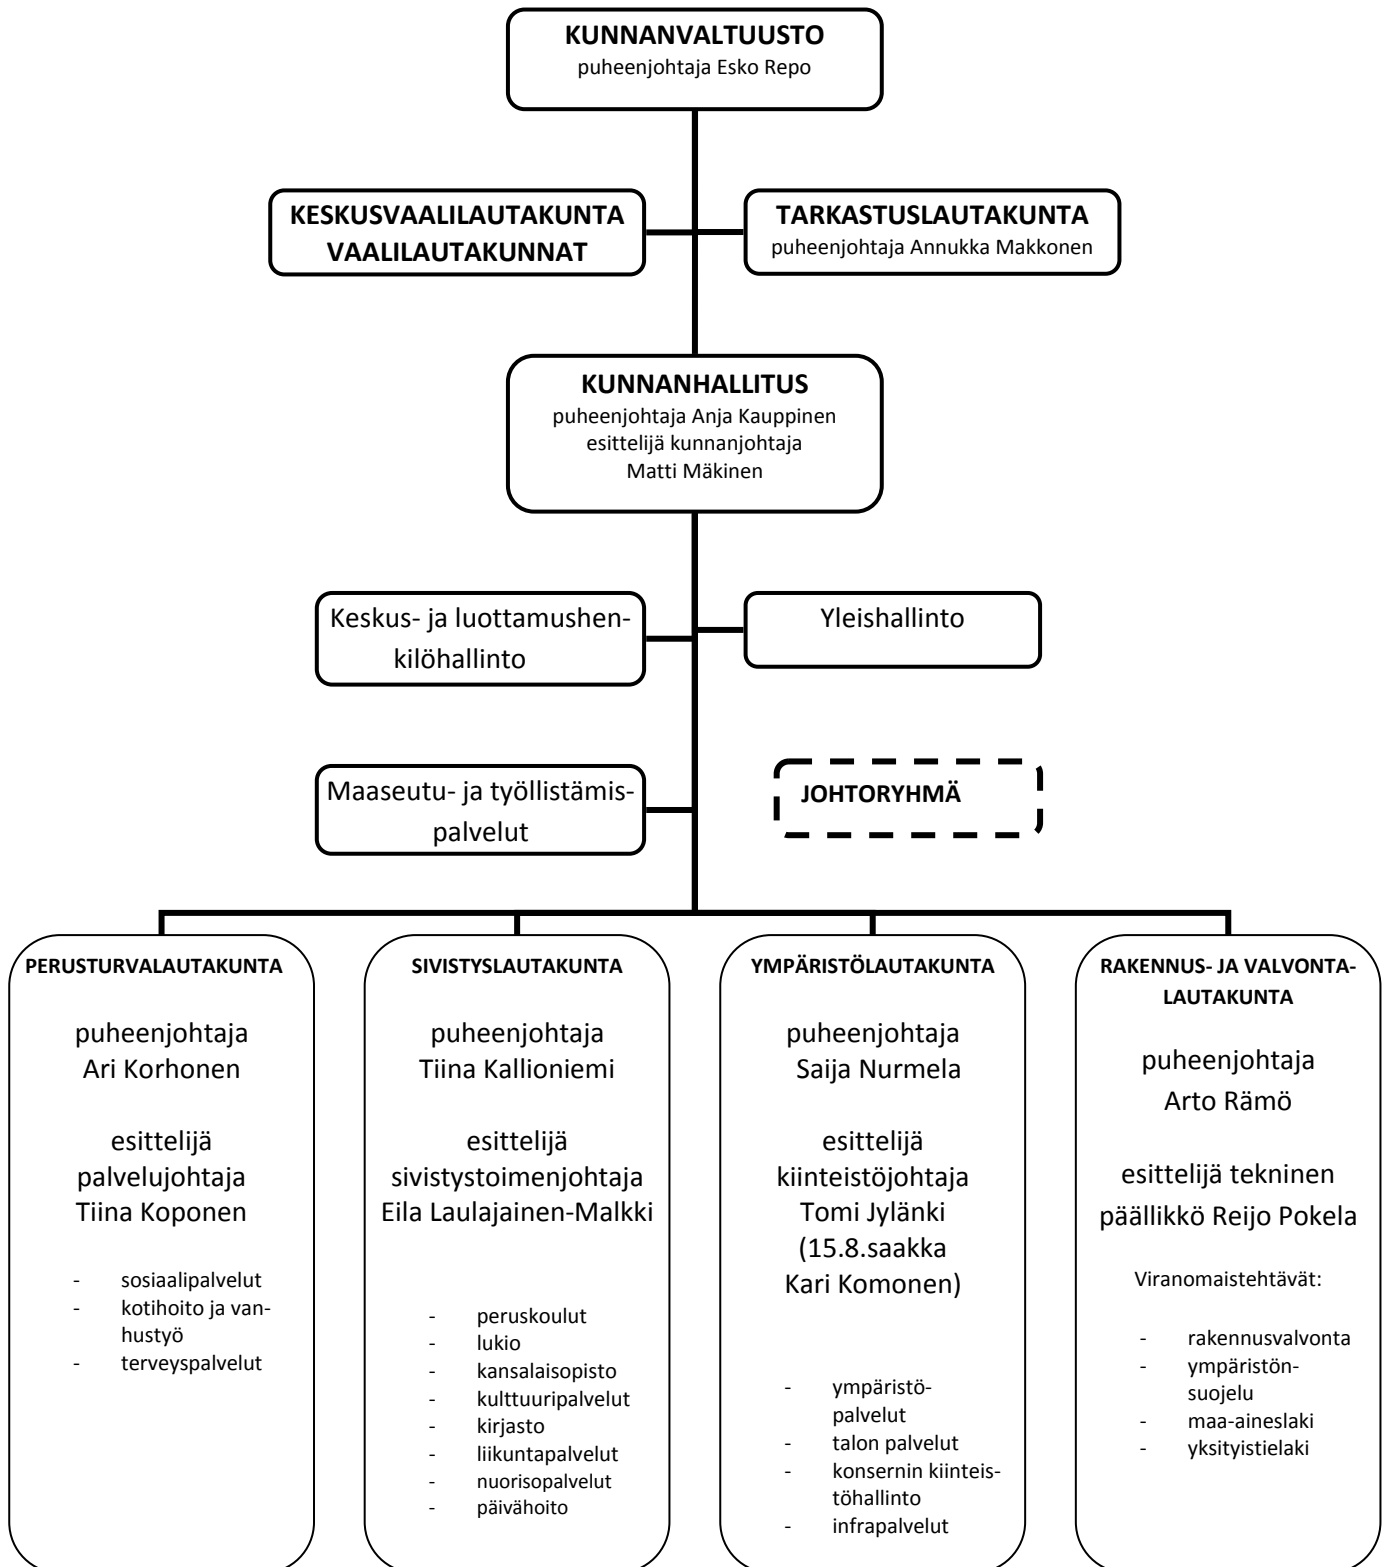 KUNNANVALTUUSTO
puheenjohtaja Esko Repo
KESKUSVAALILAUTAKUNTA
VAALILAUTAKUNNAT
TARKASTUSLAUTAKUNTA
puheenjohtaja Annukka Makkonen
KUNNANHALLITUS
puheenjohtaja Anja Kauppinen
esittelijä kunnanjohtaja
Matti Mäkinen
Keskus- ja luottamushen-
kilöhallinto
Yleishallinto
Maaseutu- ja työllistämis-
palvelut
JOHTORYHMÄ
PERUSTURVALAUTAKUNTA
puheenjohtaja
Ari Korhonen
esittelijä
palvelujohtaja
Tiina Koponen
- sosiaalipalvelut
- kotihoito ja van-
hustyö
- terveyspalvelut
SIVISTYSLAUTAKUNTA
puheenjohtaja
Tiina Kallioniemi
esittelijä
sivistystoimenjohtaja
Eila Laulajainen-Malkki
- peruskoulut
- lukio
- kansalaisopisto
- kulttuuripalvelut
- kirjasto
- liikuntapalvelut
- nuorisopalvelut
- päivähoito
YMPÄRISTÖLAUTAKUNTA
puheenjohtaja
Saija Nurmela
esittelijä
kiinteistöjohtaja
Tomi Jylänki
(15.8.saakka
Kari Komonen)
- ympäristö-
palvelut
- talon palvelut
- konsernin kiinteis-
töhallinto
- infrapalvelut
RAKENNUS- JA VALVONTA-
LAUTAKUNTA
puheenjohtaja
Arto Rämö
esittelijä tekninen
päällikkö Reijo Pokela
Viranomaistehtävät:
- rakennusvalvonta
- ympäristön-
suojelu
- maa-aineslaki
- yksityistielaki